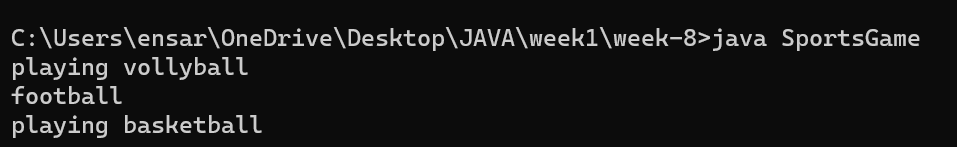 C:\Users\ensar\OneDrive\Desktop\JAVA\week1\week-8>java SportsGame
playing vollyball
football
playing basketball